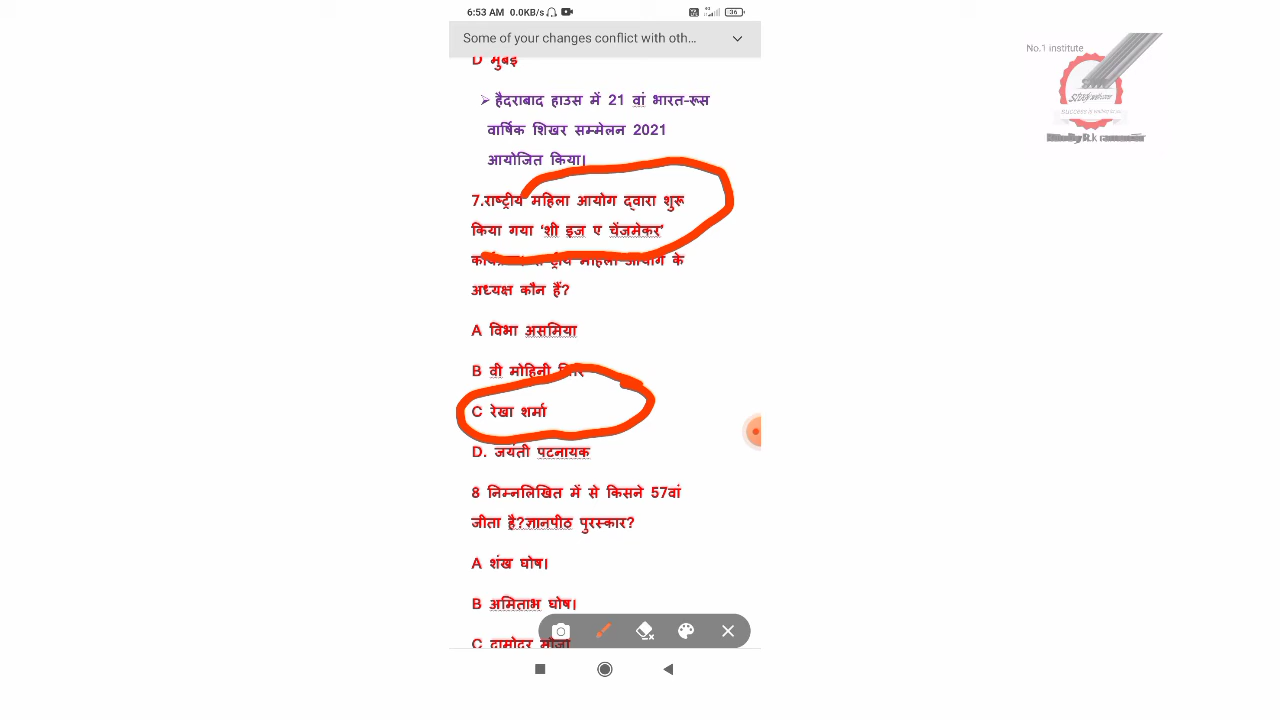 6:53 AM 0.0KB/s
36
Some of your changes conflict with oth...
D मुंबई
➢ हैदराबाद हाउस में 21 वां भारत-रूस
वार्षिक शिखर सम्मेलन 2021
आयोजित किया।
7.राष्ट्रीय महिला आयोग द्वारा शुरू
किया गया ‘शी इज ए चेंजमेकर’
महिला आयोग के
अध्यक्ष कौन हैं?
A विभा असमिया
B वी मोहिनी गिरि
C रेखा शर्मा
D. जयंती पटनायक
8 निम्नलिखित में से किसने 57वां
जीता है?ज्ञानपीठ पुरस्कार?
A शंख घोष।
B अमिताभ घोष।
C दामोदर मौजो
No.1 institute